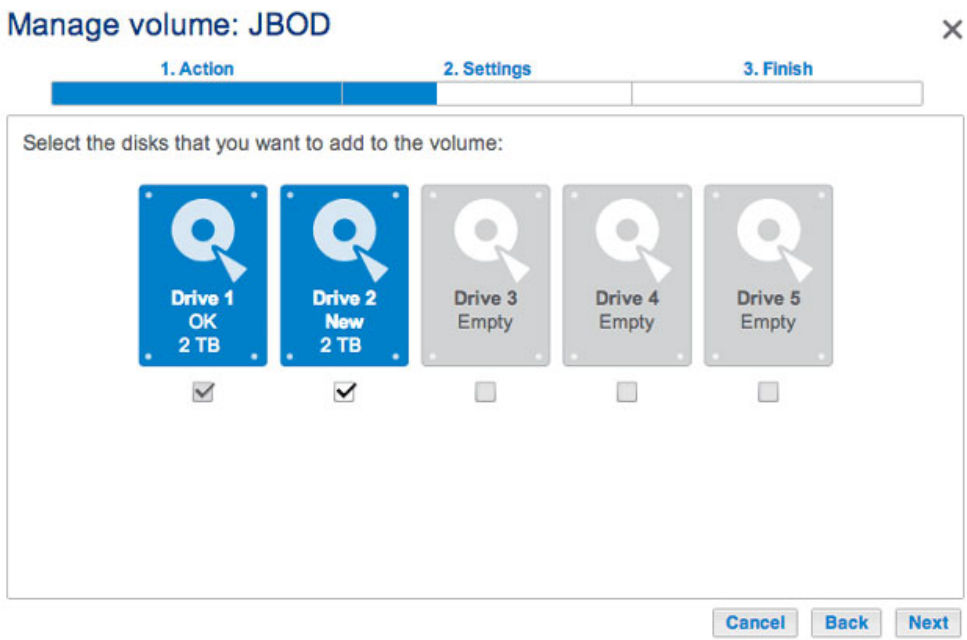 Manage volume: JBOD
1. Action
2. Settings
3. Finish
Select the disks that you want to add to the volume:
Drive 1
OK
2 TB
Drive 2
New
2 TB
Drive 3
Empty
Drive 4
Empty
Drive 5
Empty
Cancel
Back
Next